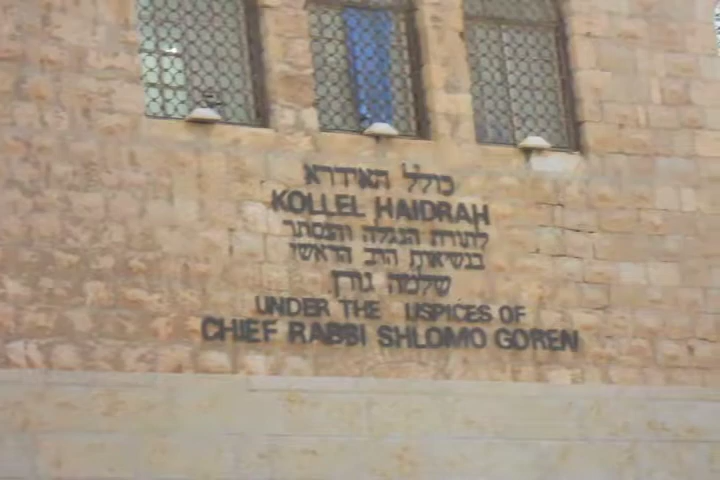 כולל האידרא
KOLLEL HAIDRAH
לתורת הנגלה והנסתר
בנשיאות הרב הראשי
שלמה גורן
UNDER THE USPICES OF
CHIEF RABBI SHLOMO GOREN